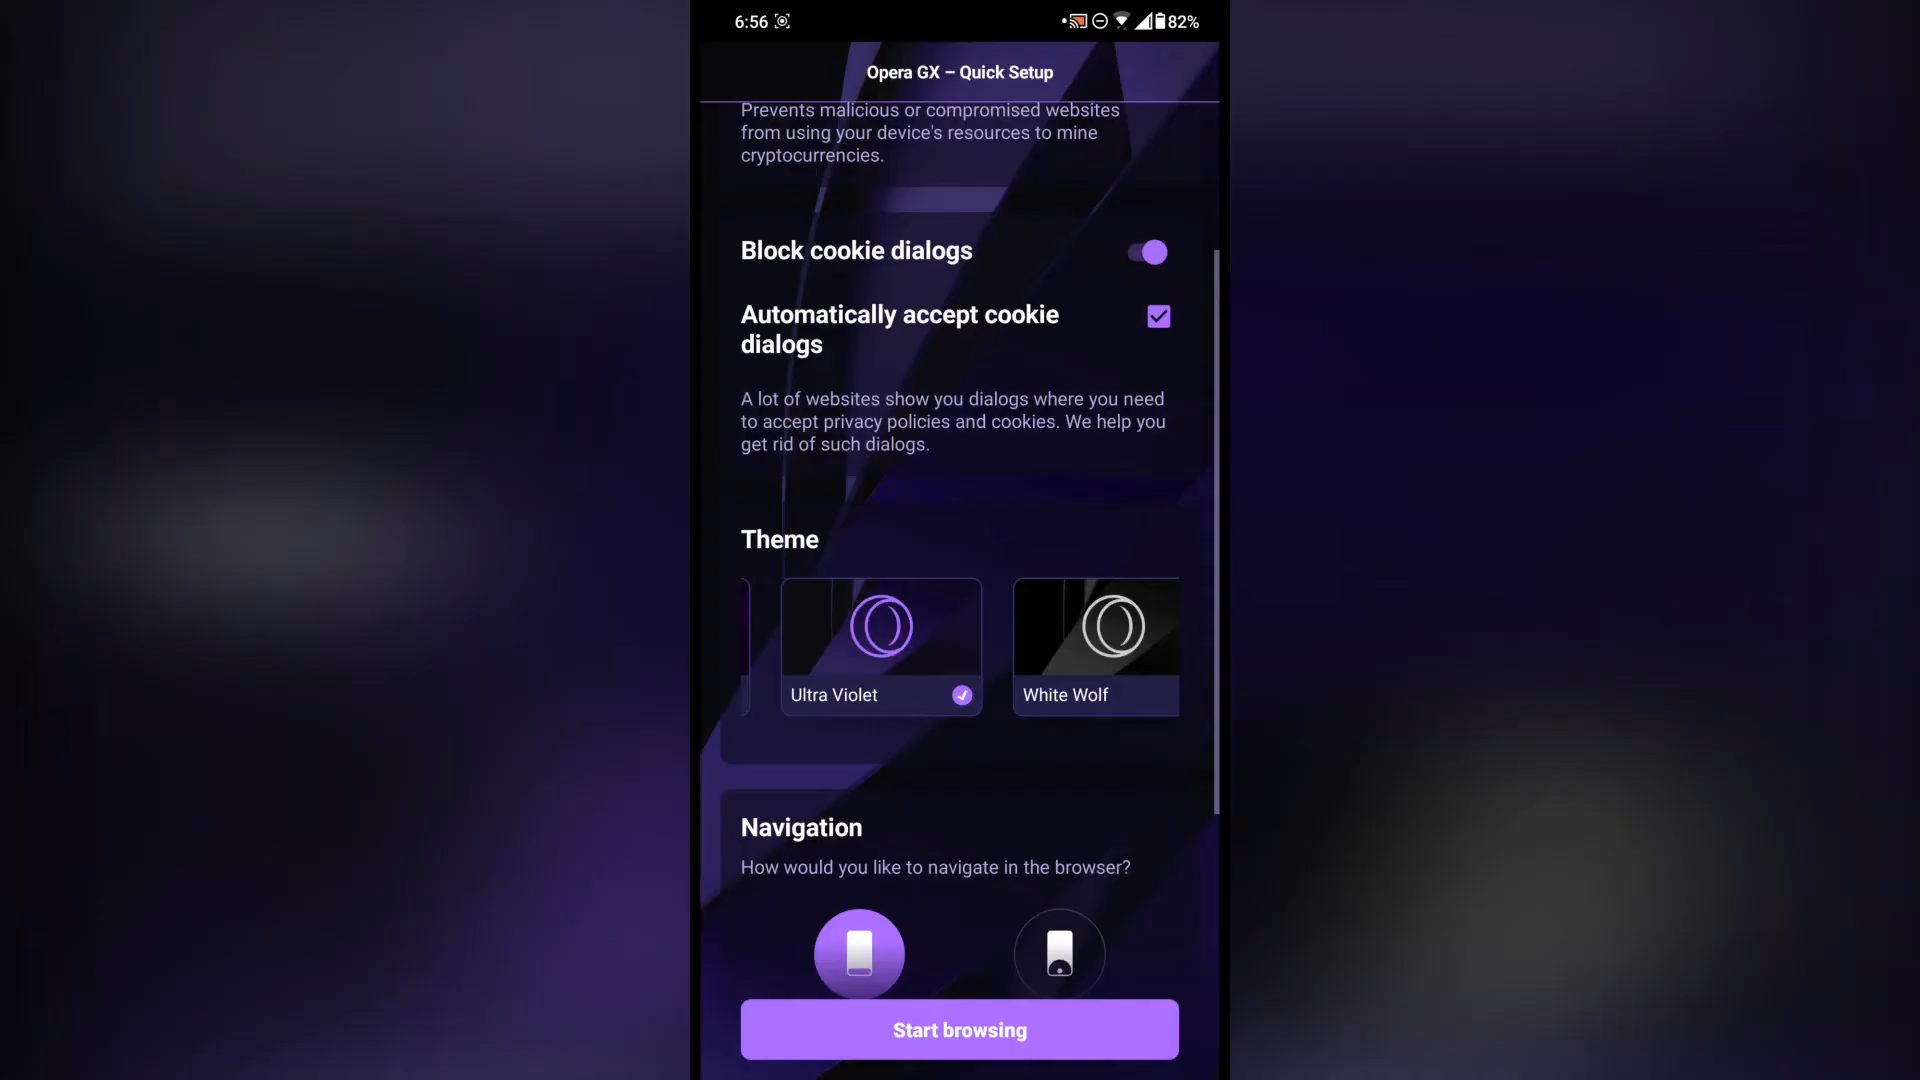 6:56
82%
Opera GX – Quick Setup
Prevents malicious or compromised websites
from using your device's resources to mine
cryptocurrencies.
Block cookie dialogs
Automatically accept cookie
dialogs
A lot of websites show you dialogs where you need
to accept privacy policies and cookies. We help you
get rid of such dialogs.
Theme
Ultra Violet
White Wolf
Navigation
How would you like to navigate in the browser?
Start browsing